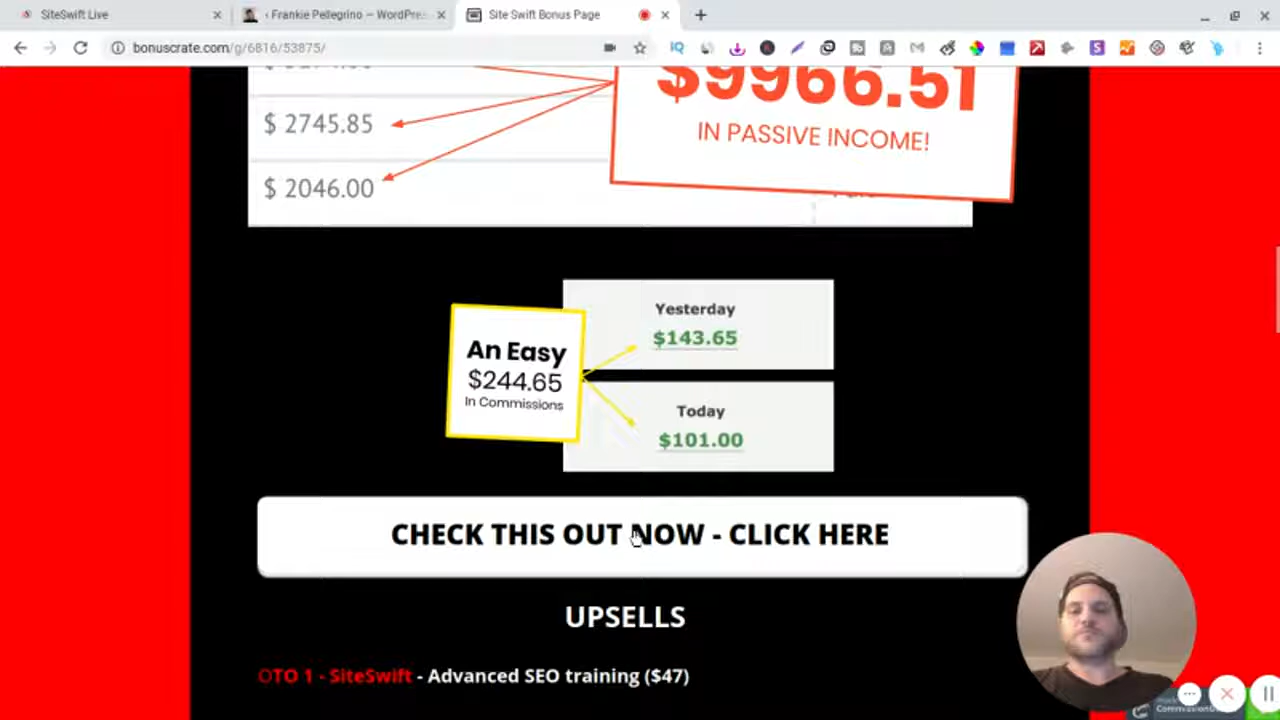 SiteSwift Live
‹ Frankie Pellegrino — WordPre
Site Swift Bonus Page
bonuscrate.com/g/6816/53875/
IQ
$9966.51
IN PASSIVE INCOME!
$ 2745.85
$ 2046.00
Yesterday
$143.65
An Easy
$244.65
In Commissions
Today
$101.00
CHECK THIS OUT NOW - CLICK HERE
UPSELLS
OTO 1 - SiteSwift - Advanced SEO training ($47)